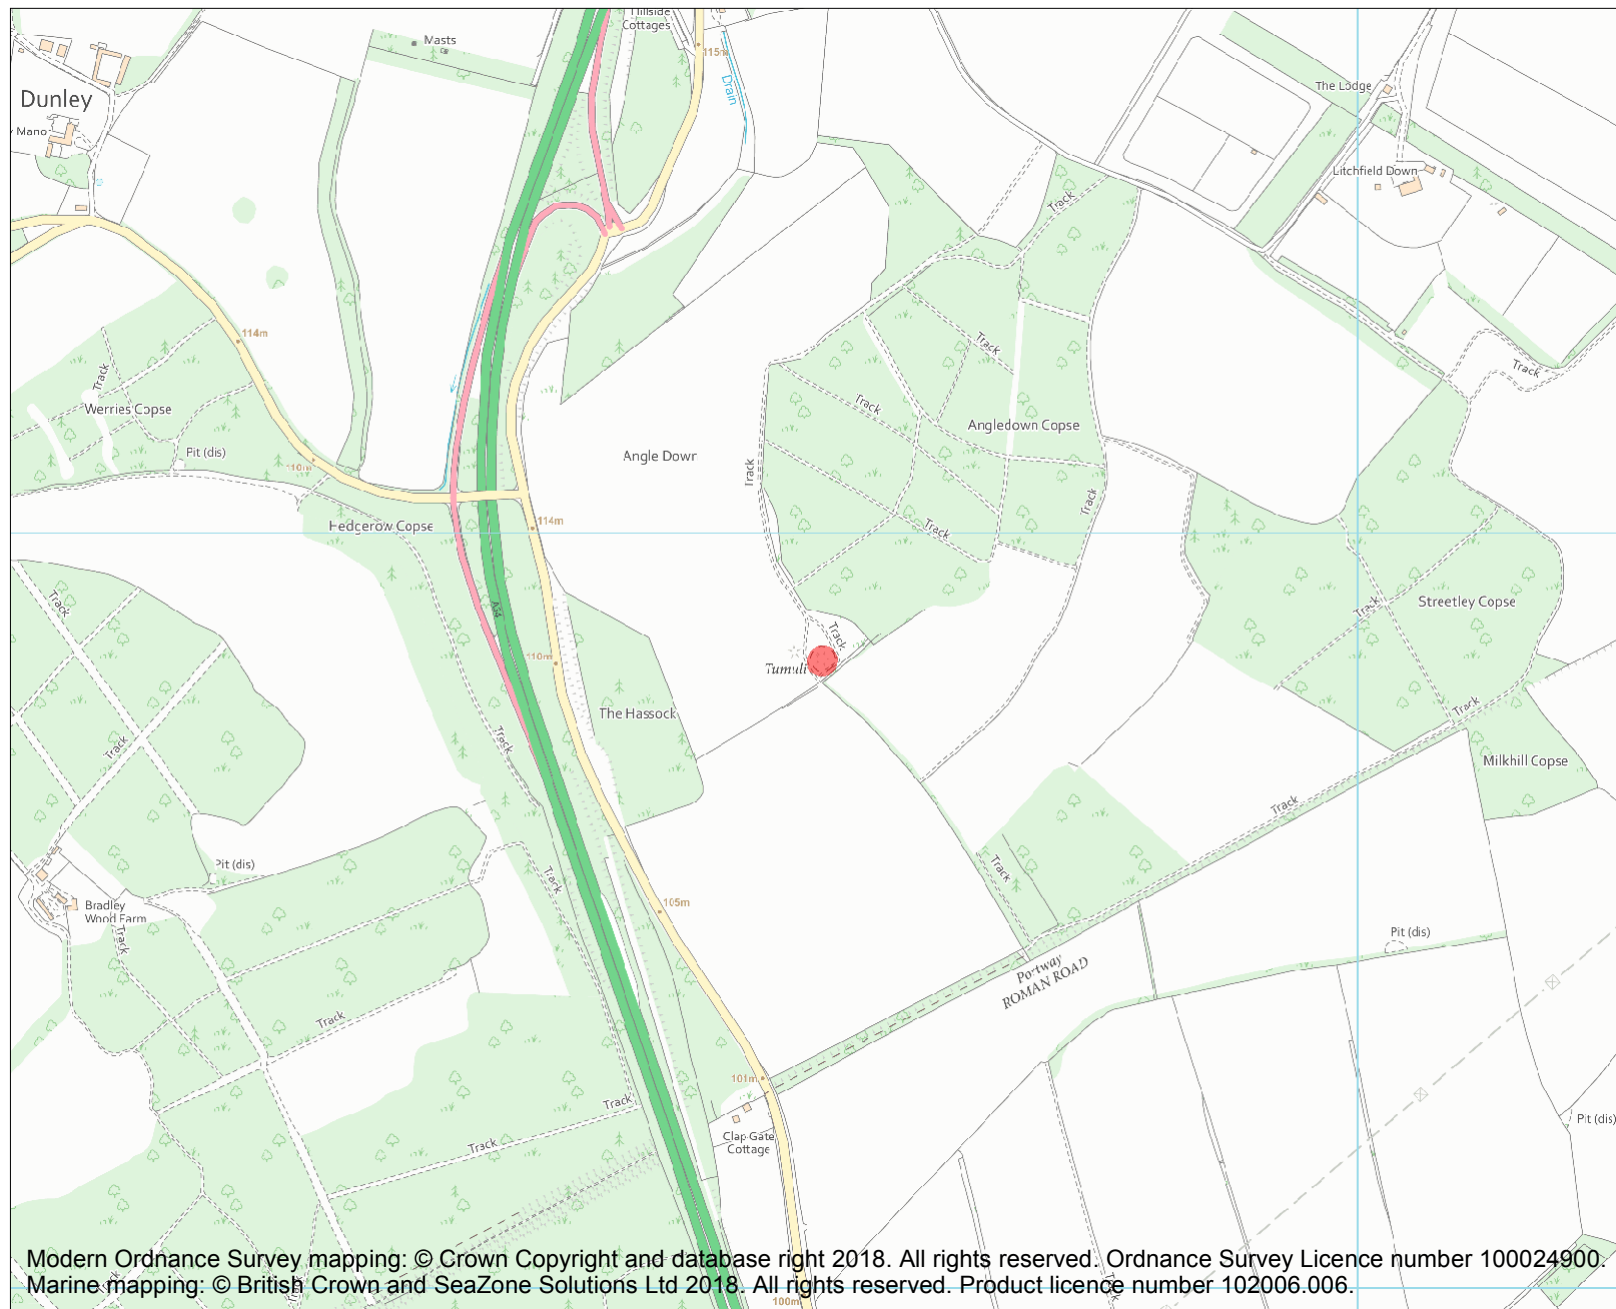 Hillside
Cottages
Masts
115m
Drain
Dunley
The Lodge
Litchfield Down
Track
114m
Track
Track
Track
Werries Copse
Track
Angledown Copse
Pit (dis)
Angle Down
110m
Track
Track
Hedgerow Copse
114m
Track
Track
A34
Track
Streetley Copse
Track
110m
Tumuli
The Hassock
Track
Track
Track
Milkhill Copse
Track
Pit (dis)
Track
Track
Bradley
Wood Farm
105m
Track
Pit (dis)
Portway
ROMAN ROAD
Track
101m
Track
Pit (dis)
Clap Gate
Cottage
Track
100m
Modern Ordnance Survey mapping: © Crown Copyright and database right 2018. All rights reserved. Ordnance Survey Licence number 100024900.
Marine mapping: © British Crown and SeaZone Solutions Ltd 2018. All rights reserved. Product licence number 102006.006.